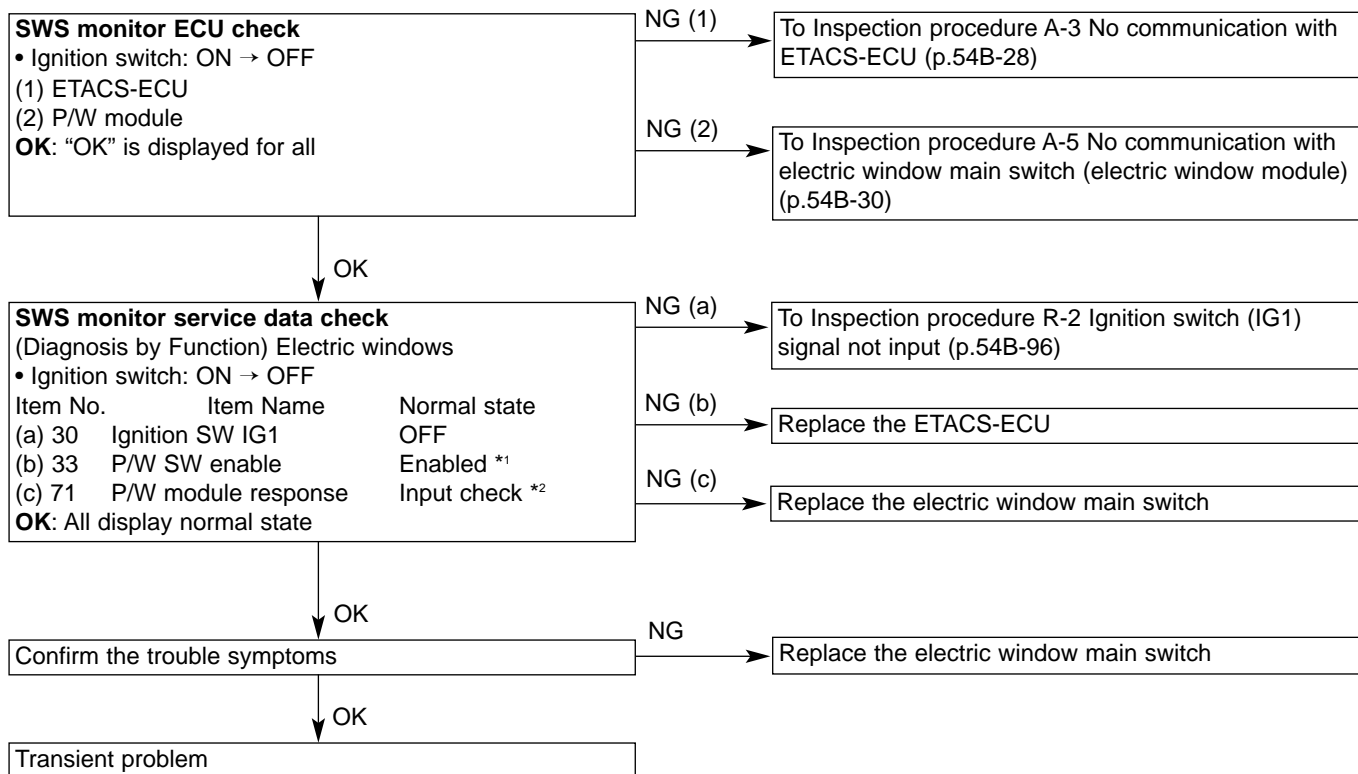 SWS monitor ECU check
• Ignition switch: ON → OFF
(1) ETACS-ECU
(2) P/W module
OK: “OK” is displayed for all
NG (1)
To Inspection procedure A-3 No communication with
ETACS-ECU (p.54B-28)
NG (2)
To Inspection procedure A-5 No communication with
electric window main switch (electric window module)
(p.54B-30)
OK
SWS monitor service data check
(Diagnosis by Function) Electric windows
• Ignition switch: ON → OFF
Item No. Item Name Normal state
(a) 30 Ignition SW IG1 OFF
(b) 33 P/W SW enable Enabled *1
(c) 71 P/W module response Input check *2
OK: All display normal state
NG (a)
To Inspection procedure R-2 Ignition switch (IG1)
signal not input (p.54B-96)
NG (b)
Replace the ETACS-ECU
NG (c)
Replace the electric window main switch
OK
Confirm the trouble symptoms
NG
Replace the electric window main switch
OK
Transient problem